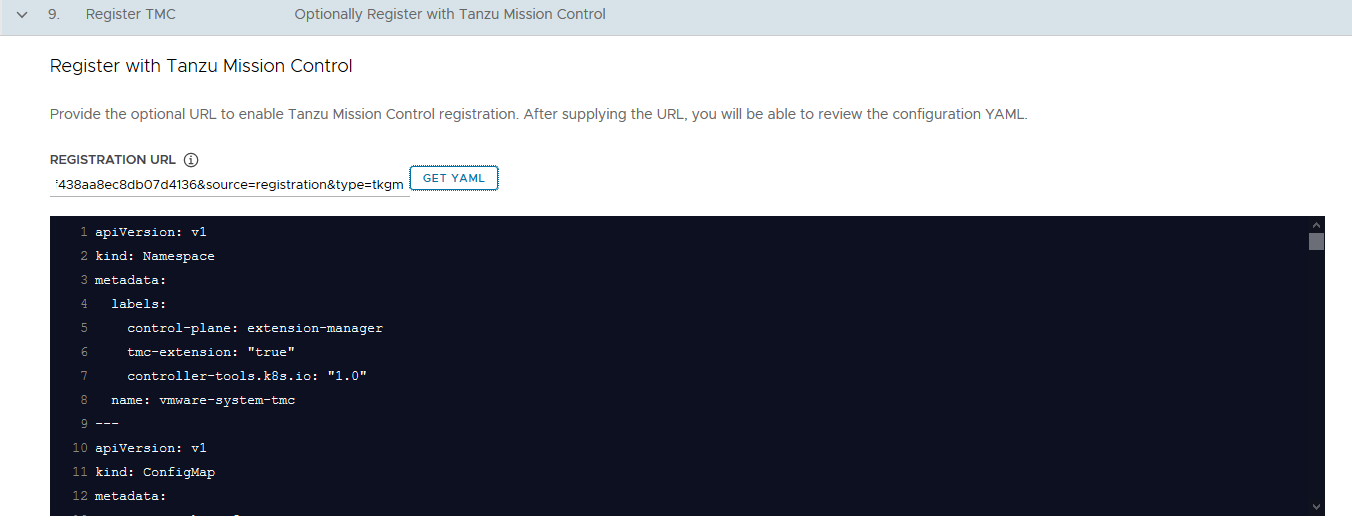 9. Register TMC Optionally Register with Tanzu Mission Control
Register with Tanzu Mission Control
Provide the optional URL to enable Tanzu Mission Control registration. After supplying the URL, you will be able to review the configuration YAML.
REGISTRATION URL
438aa8ec8db07d4136&source=registration&type=tkgm GET YAML
1 apiVersion: v1
2 kind: Namespace
3 metadata:
4 labels:
5 control-plane: extension-manager
6 tmc-extension: "true"
7 controller-tools.k8s.io: "1.0"
8 name: vmware-system-tmc
9 ---
10 apiVersion: v1
11 kind: ConfigMap
12 metadata: